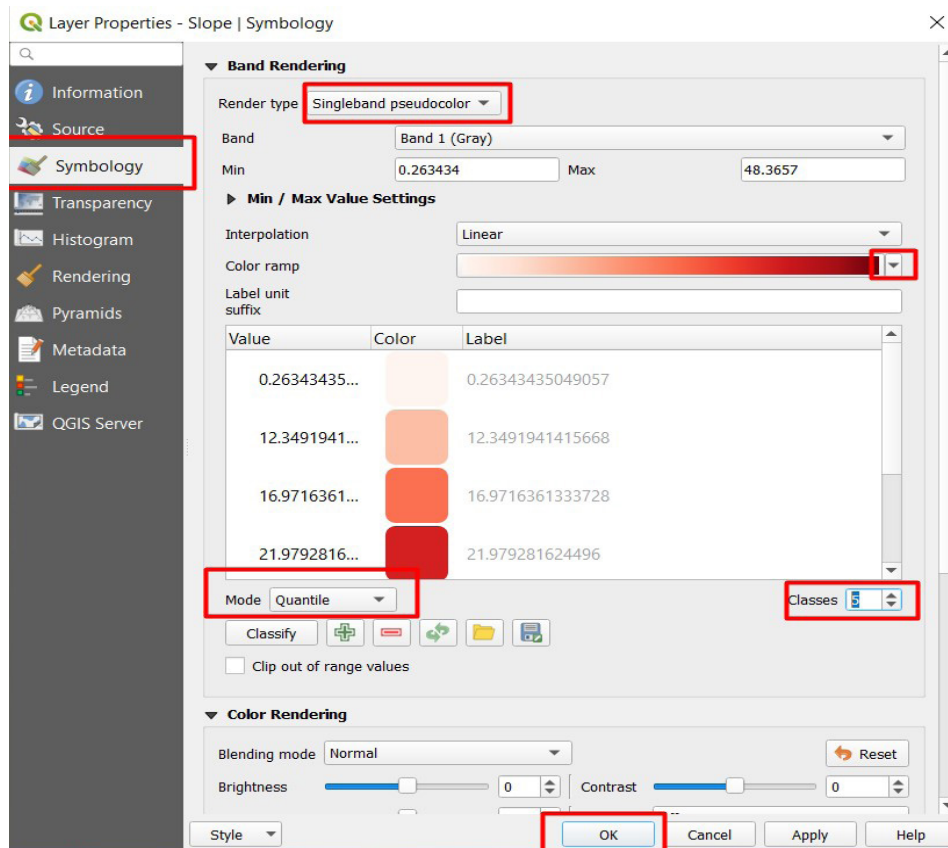 Layer Properties - Slope | Symbology
Information
Source
Symbology
Transparency
Histogram
Rendering
Pyramids
Metadata
Legend
QGIS Server
Band Rendering
Render type Singleband pseudocolor
Band Band 1 (Gray)
Min 0.263434 Max 48.3657
Min / Max Value Settings
Interpolation Linear
Color ramp
Label unit
suffix
Value Color Label
0.26343435... 0.26343435049057
12.3491941... 12.3491941415668
16.9716361... 16.9716361333728
21.9792816... 21.979281624496
Mode Quantile Classes 5
Classify
Clip out of range values
Color Rendering
Blending mode Normal Reset
Brightness 0 Contrast 0
Style OK Cancel Apply Help